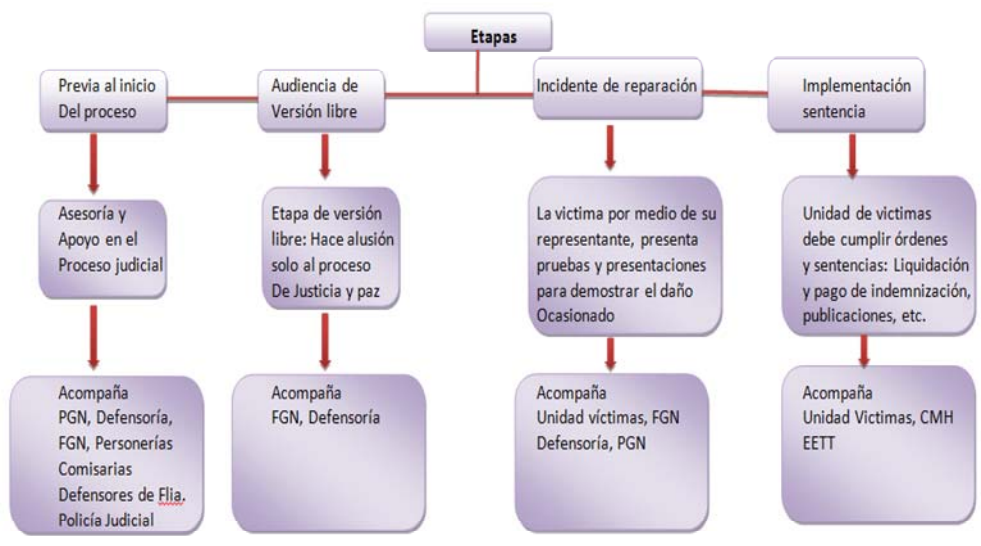 Etapas
Previa al inicio
Del proceso
Audiencia de
Versión libre
Incidente de reparación
Implementación
sentencia
Asesoría y
Apoyo en el
Proceso judicial
Etapa de versión
libre: Hace alusión
solo al proceso
De Justicia y paz
La victima por medio de su
representante, presenta
pruebas y presentaciones
para demostrar el daño
Ocasionado
Unidad de victimas
debe cumplir órdenes
y sentencias: Liquidación
y pago de indemnización,
publicaciones, etc.
Acompaña
PGN, Defensoría,
FGN, Personerías
Comisarias
Defensores de Flia.
Policía Judicial
Acompaña
FGN, Defensoría
Acompaña
Unidad víctimas, FGN
Defensoría, PGN
Acompaña
Unidad Victimas, CMH
EETT